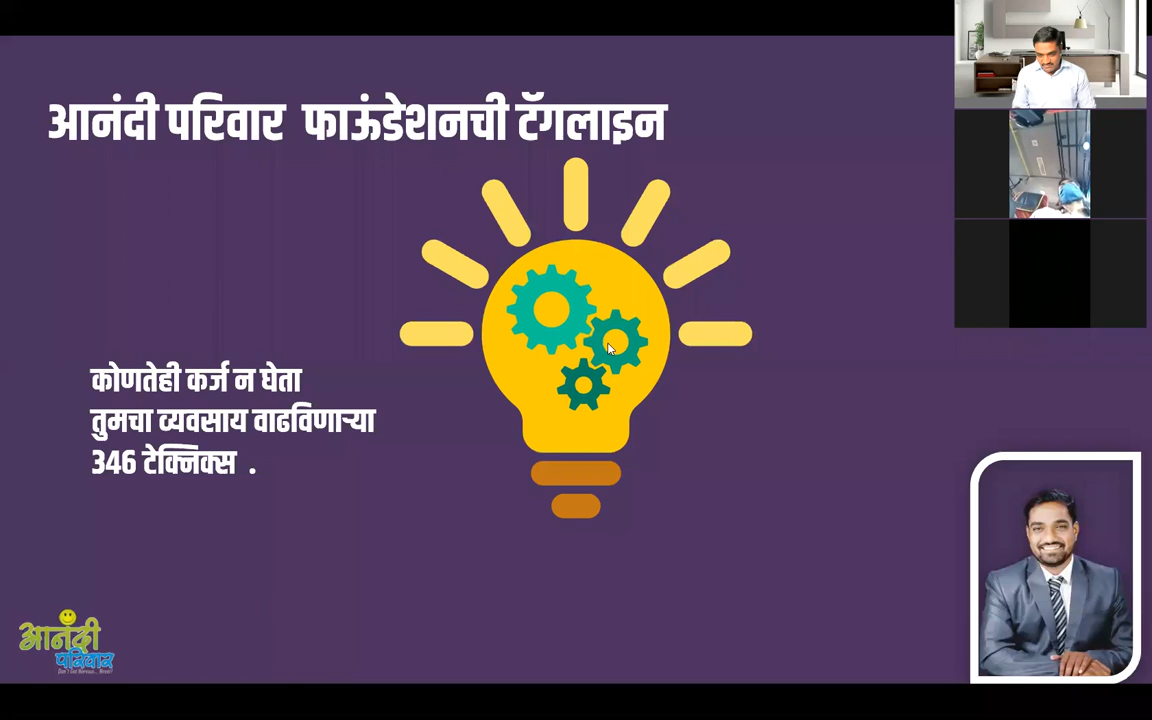 आनंदी परिवार फाऊंडेशनची टॅगलाइन
कोणतेही कर्ज न घेता
तुमचा व्यवसाय वाढविणाऱ्या
346 टेक्निक्स .
आनंदी
परिवार